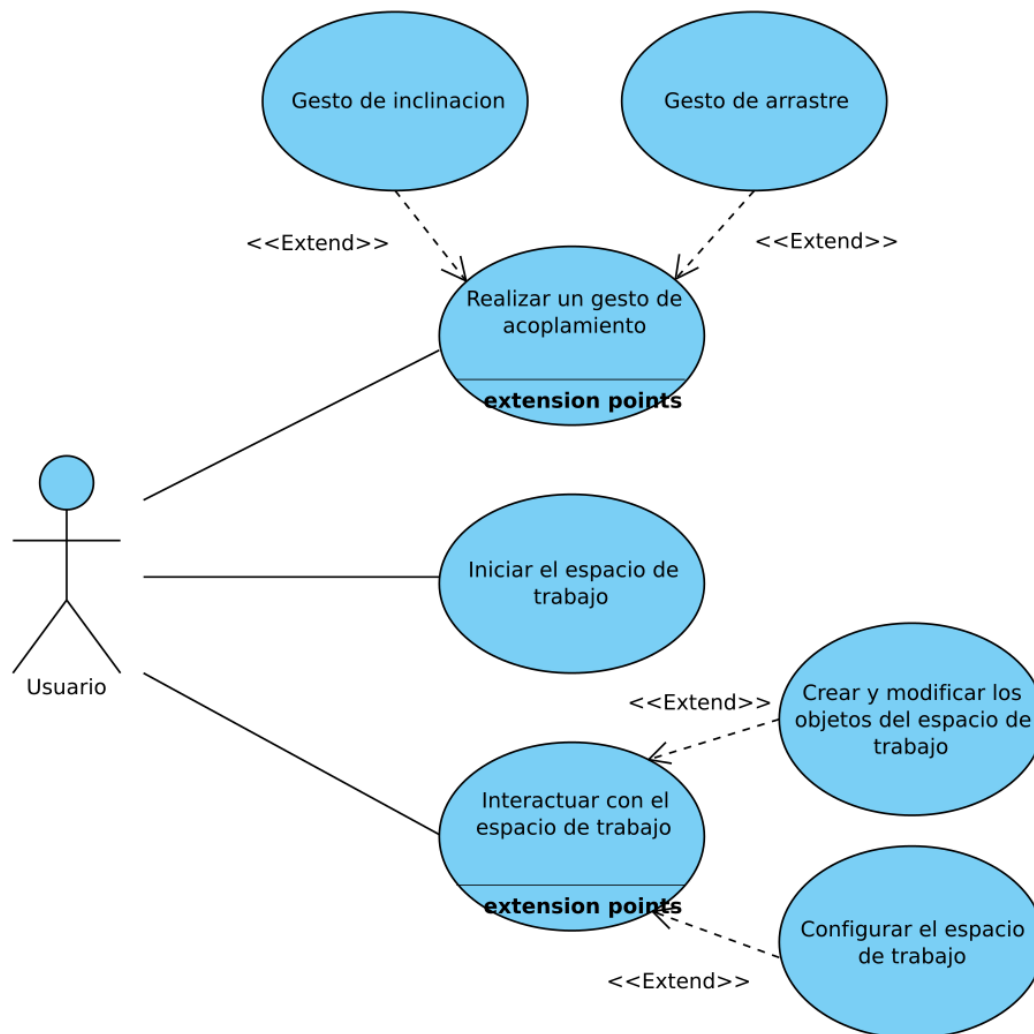 Gesto de inclinacion
Gesto de arrastre
<<Extend>>
<<Extend>>
Realizar un gesto de
acoplamiento
extension points
Iniciar el espacio de
trabajo
Usuario
<<Extend>>
Crear y modificar los
objetos del espacio de
trabajo
Interactuar con el
espacio de trabajo
extension points
Configurar el espacio
de trabajo
<<Extend>>